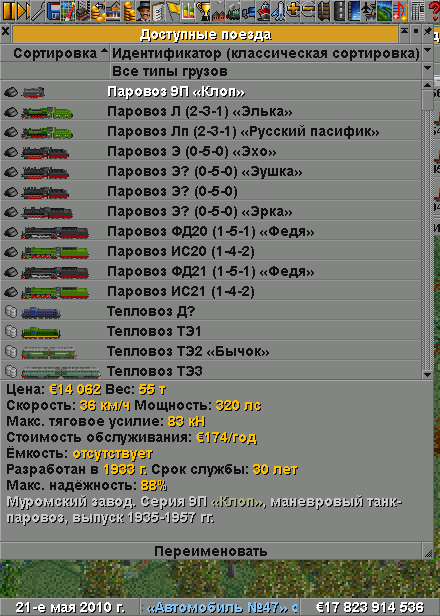 Доступные поезда
Сортировка Идентификатор (классическая сортировка)
Все типы грузов
Паровоз 9П «Клоп»
Паровоз Л (2-3-1) «Элька»
Паровоз Лп (2-3-1) «Русский пасифик»
Паровоз Э (0-5-0) «Эхо»
Паровоз Э? (0-5-0) «Эушка»
Паровоз Э? (0-5-0)
Паровоз Э? (0-5-0) «Эрка»
Паровоз ФД20 (1-5-1) «Федя»
Паровоз ИС20 (1-4-2)
Паровоз ФД21 (1-5-1) «Федя»
Паровоз ИС21 (1-4-2)
Тепловоз Д?
Тепловоз ТЭ1
Тепловоз ТЭ2 «Бычок»
Тепловоз ТЭ3
Цена: €14 062 Вес: 55 т
Скорость: 36 км/ч Мощность: 320 лс
Макс. тяговое усилие: 83 кН
Стоимость обслуживания: €174/год
Ёмкость: отсутствует
Разработан в 1933 г. Срок службы: 30 лет
Макс. надёжность: 88%
Муромский завод. Серия 9П «Клоп», маневровый танк-
паровоз, выпуск 1935-1957 гг.
Переименовать
21-е мая 2010 г. «Автомобиль №47» с €17 823 914 536